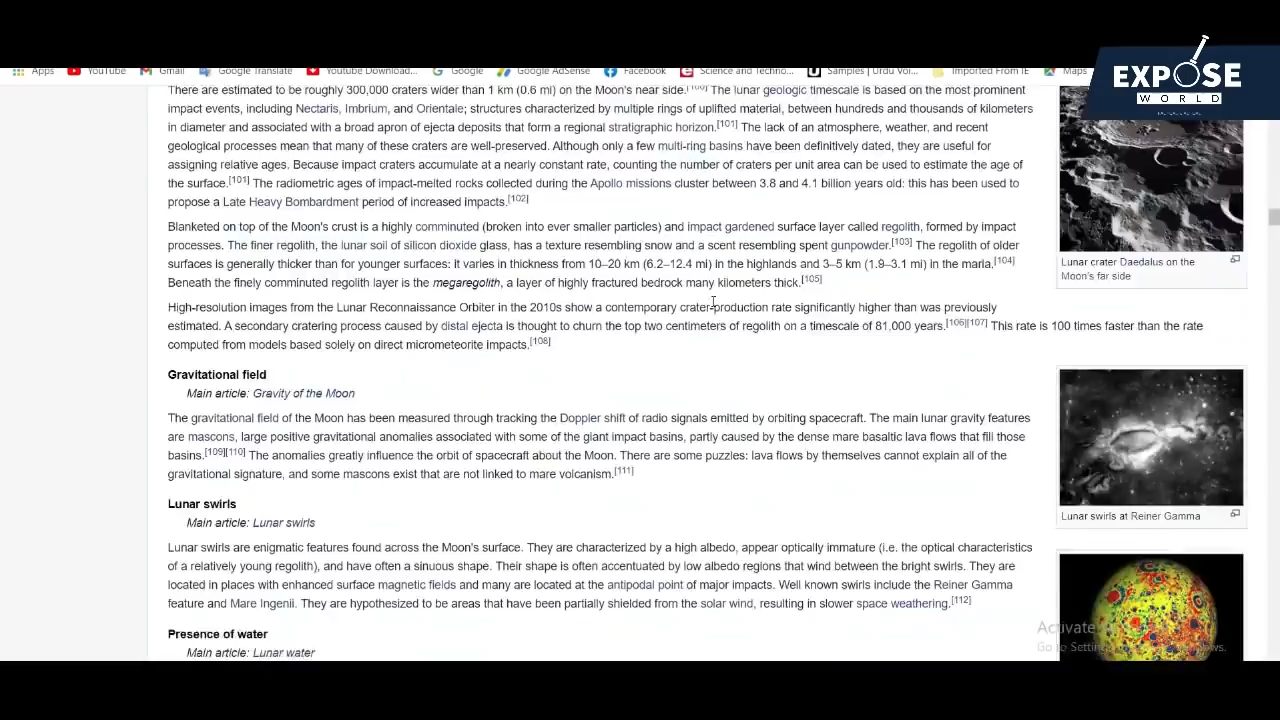 Apps YouTube Gmail Google Translate Youtube Download... Google Google AdSense Facebook Science and Techno... Samples | Urdu Voi... Imported From IE Maps
EXPOSE
WORLD
There are estimated to be roughly 300,000 craters wider than 1 km (0.6 mi) on the Moon's near side.[100] The lunar geologic timescale is based on the most prominent
impact events, including Nectaris, Imbrium, and Orientale; structures characterized by multiple rings of uplifted material, between hundreds and thousands of kilometers
in diameter and associated with a broad apron of ejecta deposits that form a regional stratigraphic horizon.[101] The lack of an atmosphere, weather, and recent
geological processes mean that many of these craters are well-preserved. Although only a few multi-ring basins have been definitively dated, they are useful for
assigning relative ages. Because impact craters accumulate at a nearly constant rate, counting the number of craters per unit area can be used to estimate the age of
the surface.[101] The radiometric ages of impact-melted rocks collected during the Apollo missions cluster between 3.8 and 4.1 billion years old: this has been used to
propose a Late Heavy Bombardment period of increased impacts.[102]
Blanketed on top of the Moon's crust is a highly comminuted (broken into ever smaller particles) and impact gardened surface layer called regolith, formed by impact
processes. The finer regolith, the lunar soil of silicon dioxide glass, has a texture resembling snow and a scent resembling spent gunpowder.[103] The regolith of older
surfaces is generally thicker than for younger surfaces: it varies in thickness from 10–20 km (6.2–12.4 mi) in the highlands and 3–5 km (1.9–3.1 mi) in the maria.[104]
Beneath the finely comminuted regolith layer is the megaregolith, a layer of highly fractured bedrock many kilometers thick.[105]
High-resolution images from the Lunar Reconnaissance Orbiter in the 2010s show a contemporary crater-production rate significantly higher than was previously
estimated. A secondary cratering process caused by distal ejecta is thought to churn the top two centimeters of regolith on a timescale of 81,000 years.[106][107] This rate is 100 times faster than the rate
computed from models based solely on direct micrometeorite impacts.[108]
Gravitational field
Main article: Gravity of the Moon
The gravitational field of the Moon has been measured through tracking the Doppler shift of radio signals emitted by orbiting spacecraft. The main lunar gravity features
are mascons, large positive gravitational anomalies associated with some of the giant impact basins, partly caused by the dense mare basaltic lava flows that fill those
basins.[109][110] The anomalies greatly influence the orbit of spacecraft about the Moon. There are some puzzles: lava flows by themselves cannot explain all of the
gravitational signature, and some mascons exist that are not linked to mare volcanism.[111]
Lunar swirls
Main article: Lunar swirls
Lunar swirls are enigmatic features found across the Moon's surface. They are characterized by a high albedo, appear optically immature (i.e. the optical characteristics
of a relatively young regolith), and have often a sinuous shape. Their shape is often accentuated by low albedo regions that wind between the bright swirls. They are
located in places with enhanced surface magnetic fields and many are located at the antipodal point of major impacts. Well known swirls include the Reiner Gamma
feature and Mare Ingenii. They are hypothesized to be areas that have been partially shielded from the solar wind, resulting in slower space weathering.[112]
Presence of water
Main article: Lunar water
Lunar crater Daedalus on the
Moon's far side
Lunar swirls at Reiner Gamma
Activate
Go to Settings